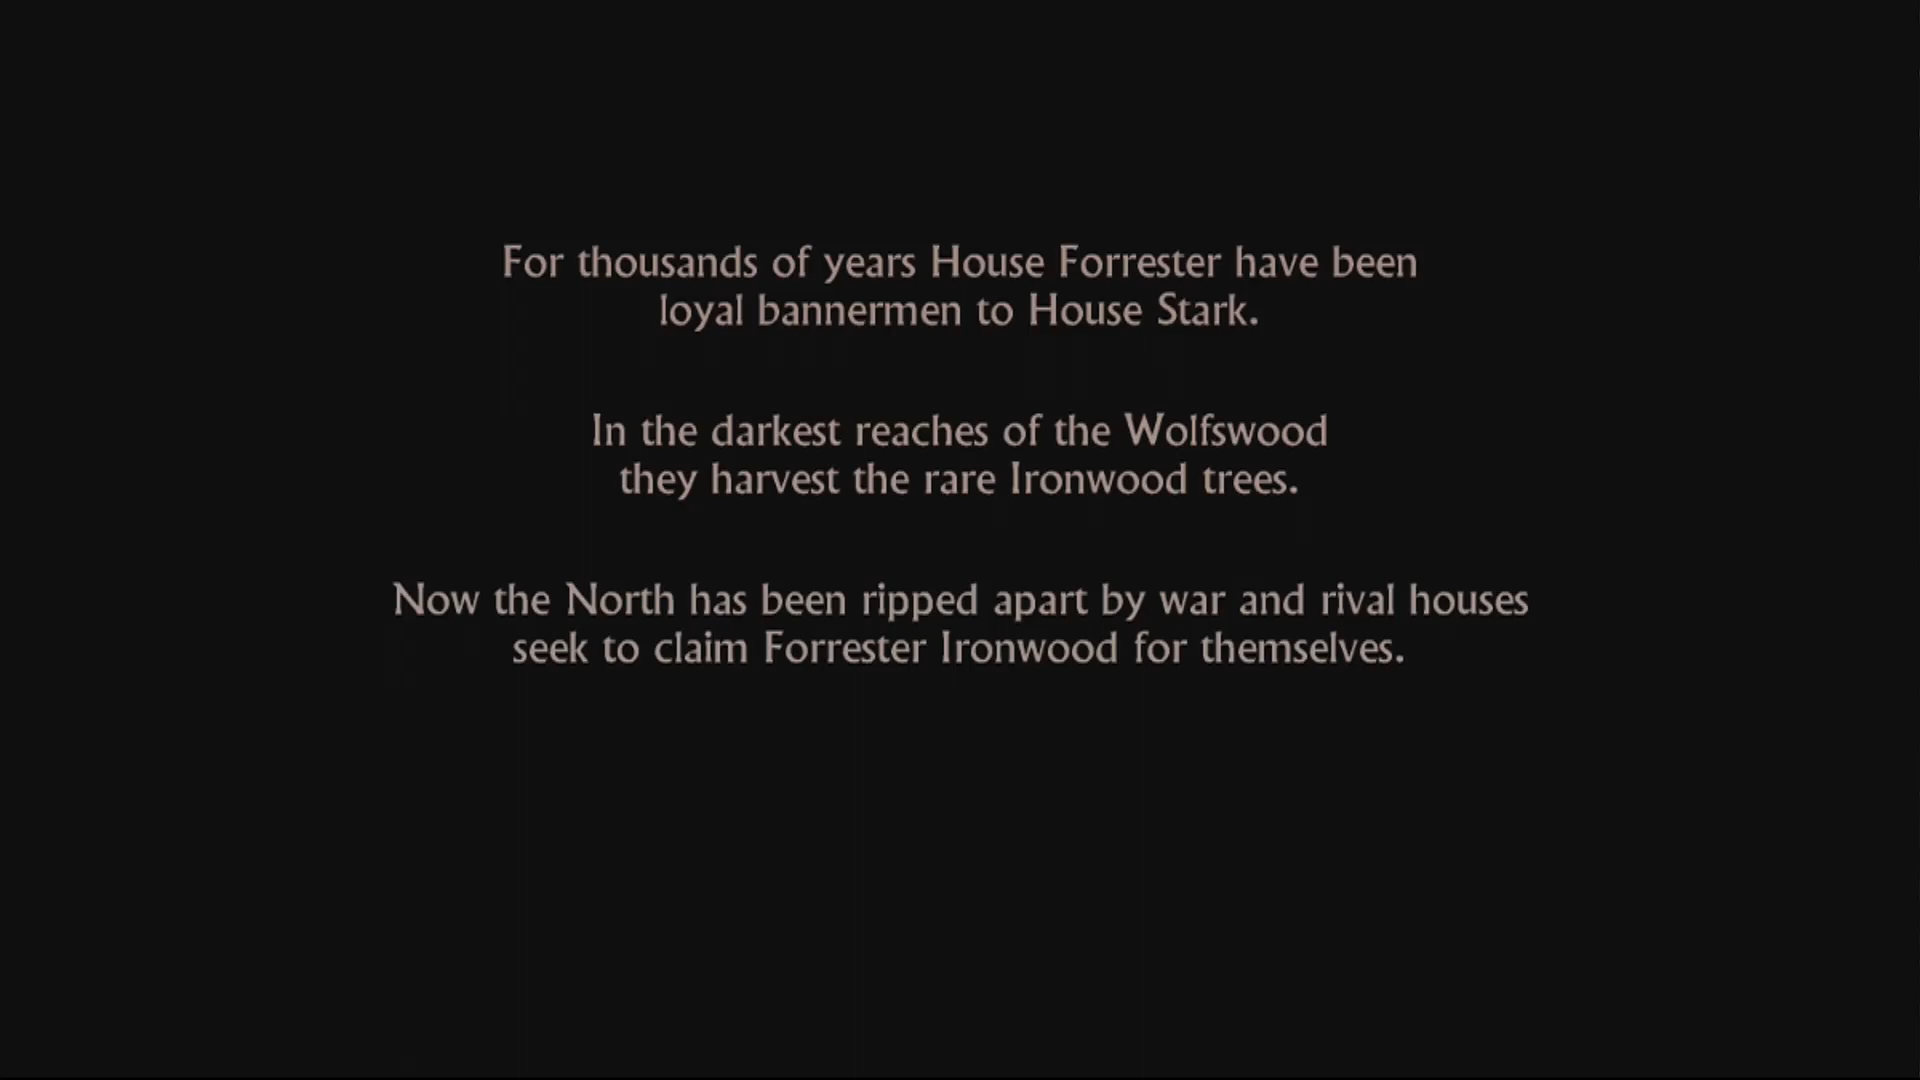 For thousands of years House Forrester have been
loyal bannermen to House Stark.
In the darkest reaches of the Wolfswood
they harvest the rare Ironwood trees.
Now the North has been ripped apart by war and rival houses
seek to claim Forrester Ironwood for themselves.